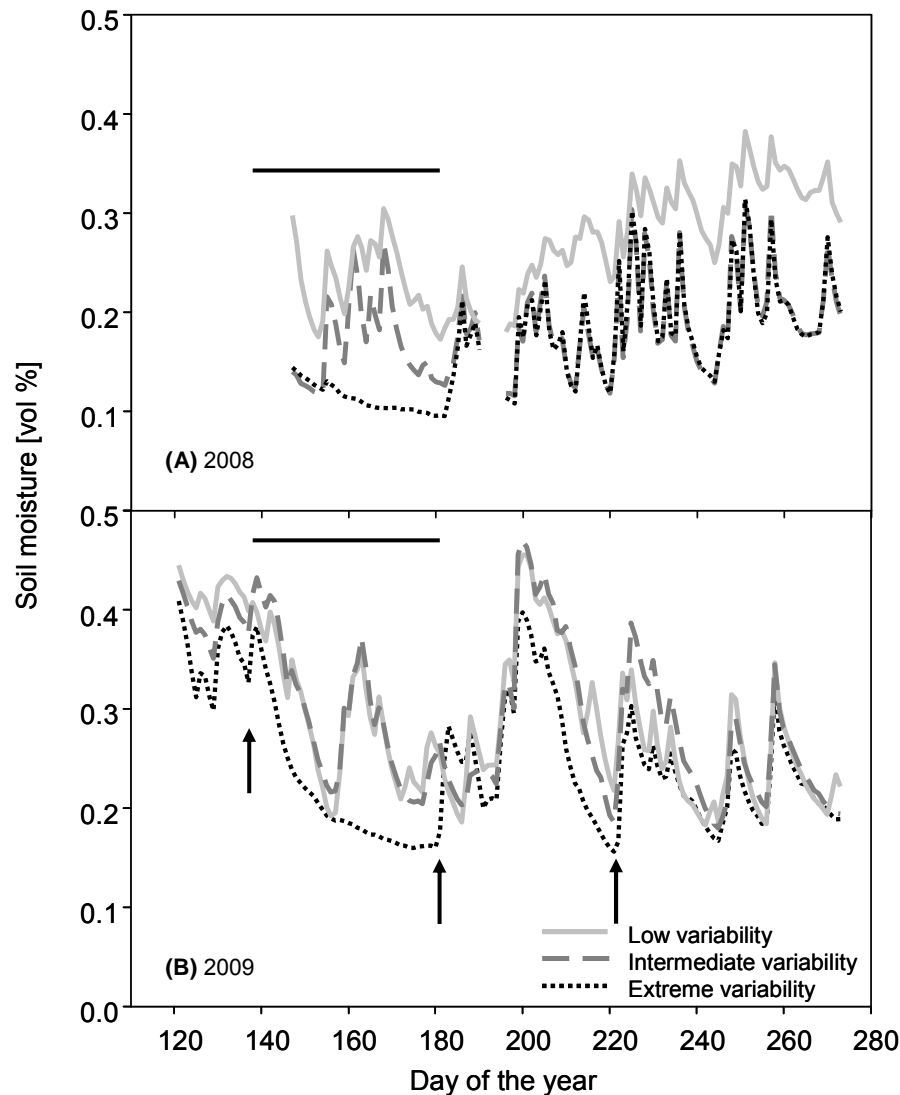 Soil moisture [vol %]
0.5
0.4
0.3
0.2
0.1
(A) 2008
0.5
0.4
0.3
0.2
0.1
0.0
(B) 2009
Low variability
Intermediate variability
Extreme variability
120 140 160 180 200 220 240 260 280
Day of the year